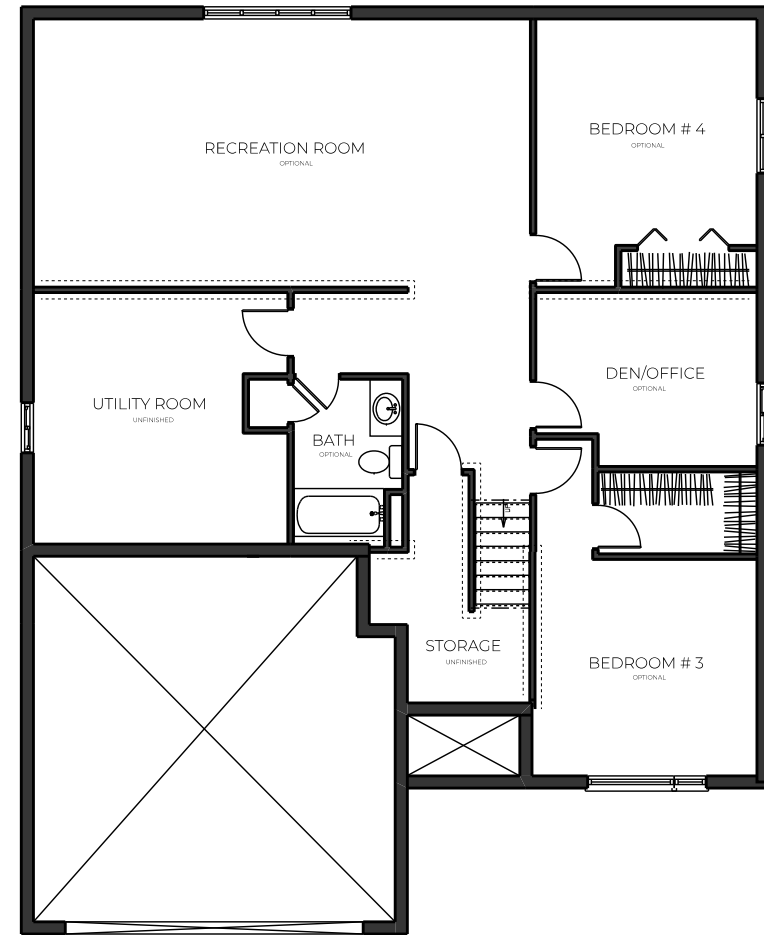 RECREATION ROOM
OPTIONAL
BEDROOM # 4
OPTIONAL
DEN/OFFICE
OPTIONAL
UTILITY ROOM
UNFINISHED
BATH
OPTIONAL
UP
STORAGE
UNFINISHED
BEDROOM # 3
OPTIONAL